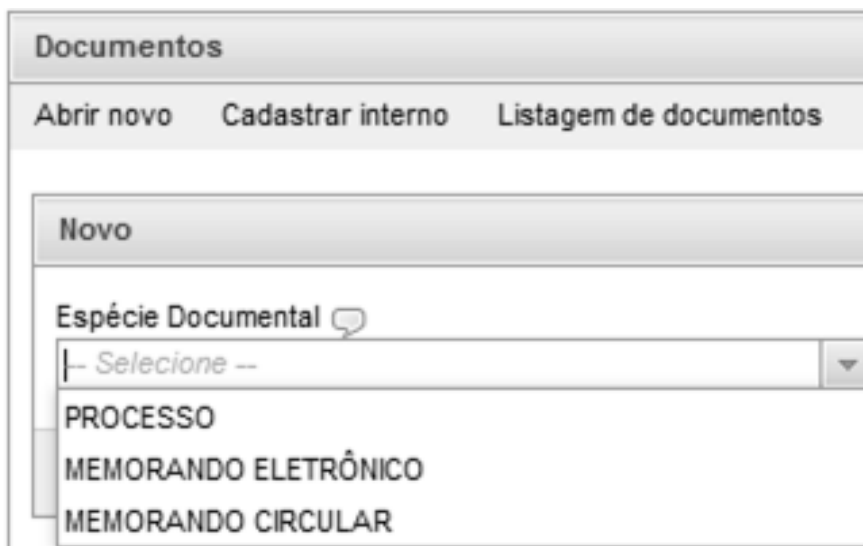 Documentos
Abrir novo Cadastrar interno Listagem de documentos
Novo
Espécie Documental
-- Selecione --
PROCESSO
MEMORANDO ELETRÔNICO
MEMORANDO CIRCULAR